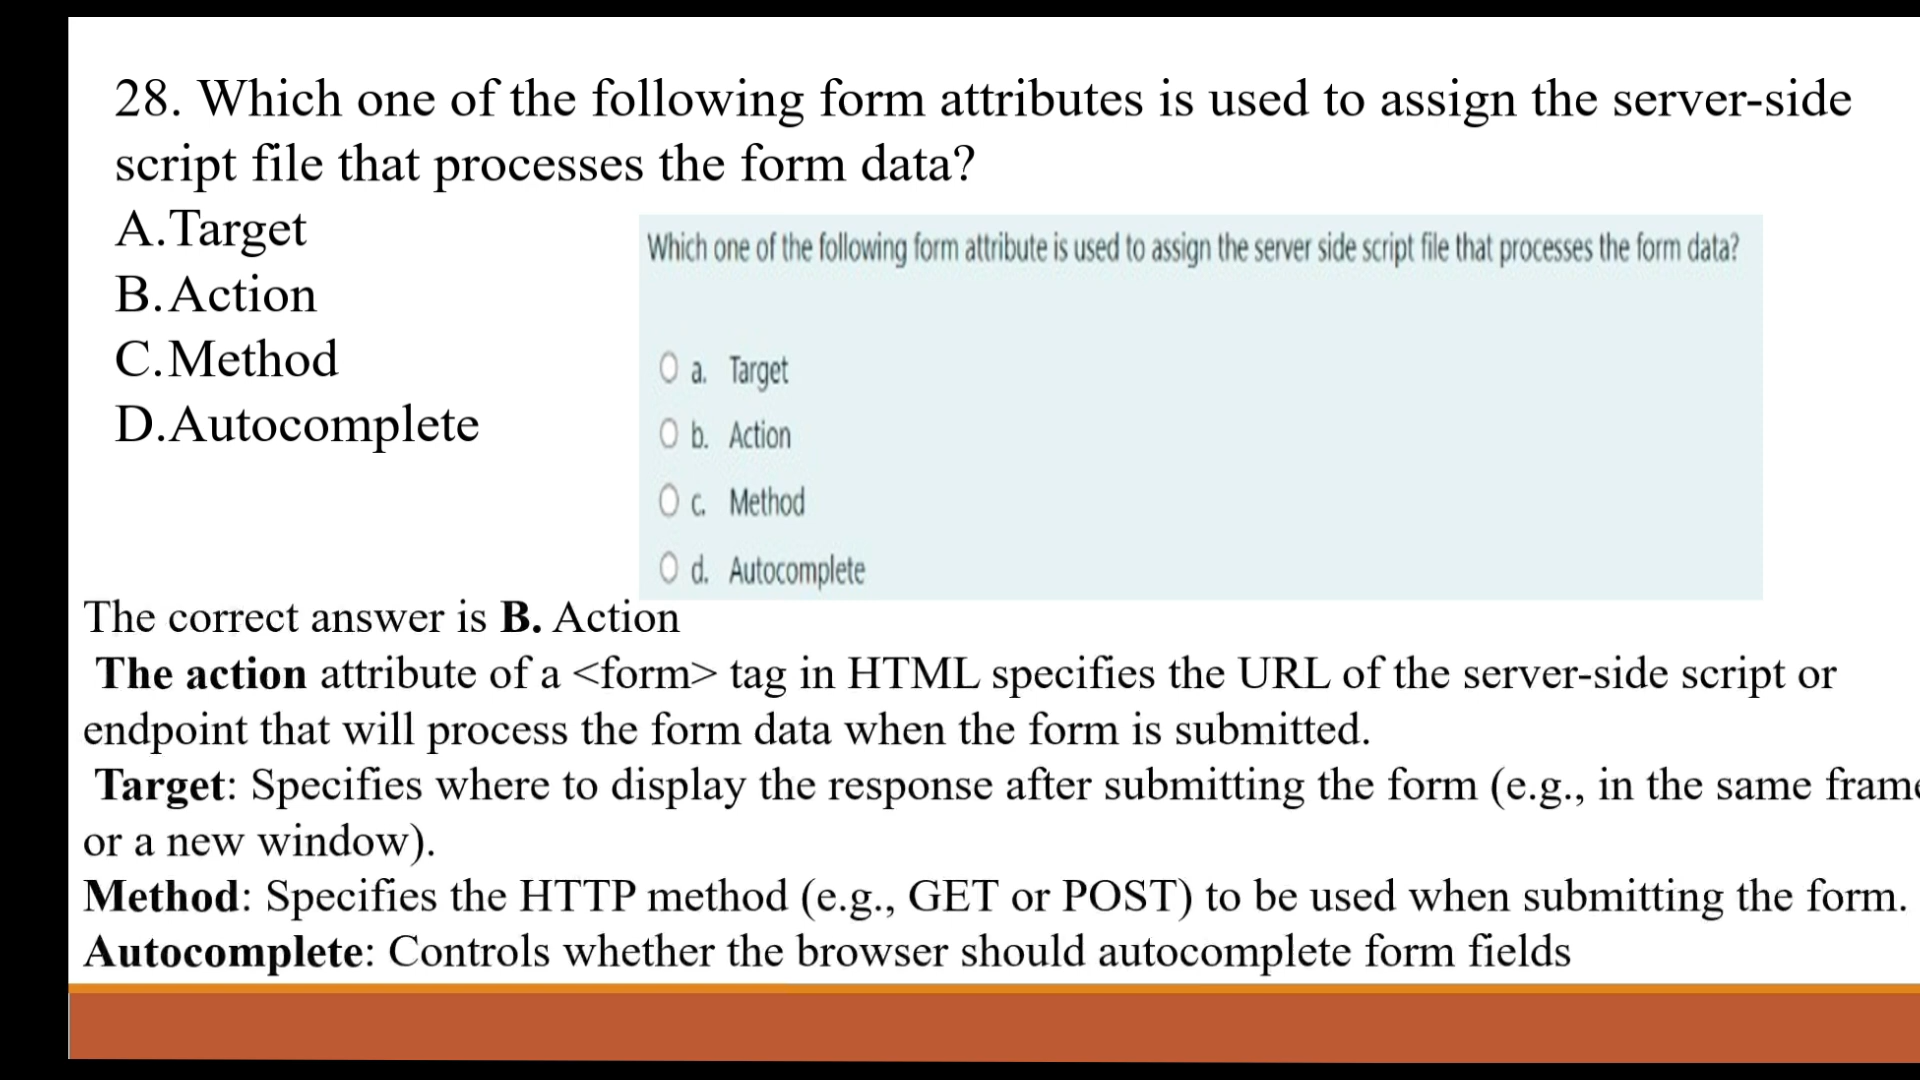 28. Which one of the following form attributes is used to assign the server-side
script file that processes the form data?
A.Target
B.Action
C.Method
D.Autocomplete
Which one of the following form attribute is used to assign the server side script file that processes the form data?
a. Target
b. Action
c. Method
d. Autocomplete
The correct answer is B. Action
The action attribute of a <form> tag in HTML specifies the URL of the server-side script or
endpoint that will process the form data when the form is submitted.
Target: Specifies where to display the response after submitting the form (e.g., in the same frame
or a new window).
Method: Specifies the HTTP method (e.g., GET or POST) to be used when submitting the form.
Autocomplete: Controls whether the browser should autocomplete form fields